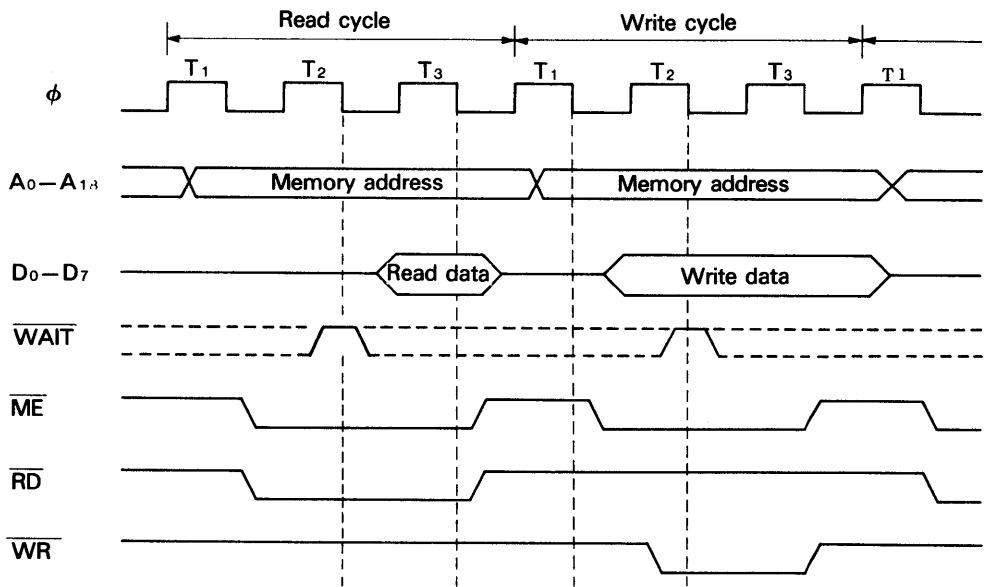 Read cycle Write cycle
T1 T2 T3 T1 T2 T3 T1
ϕ
A0–A18 Memory address Memory address
D0–D7 Read data Write data
WAIT
ME
RD
WR